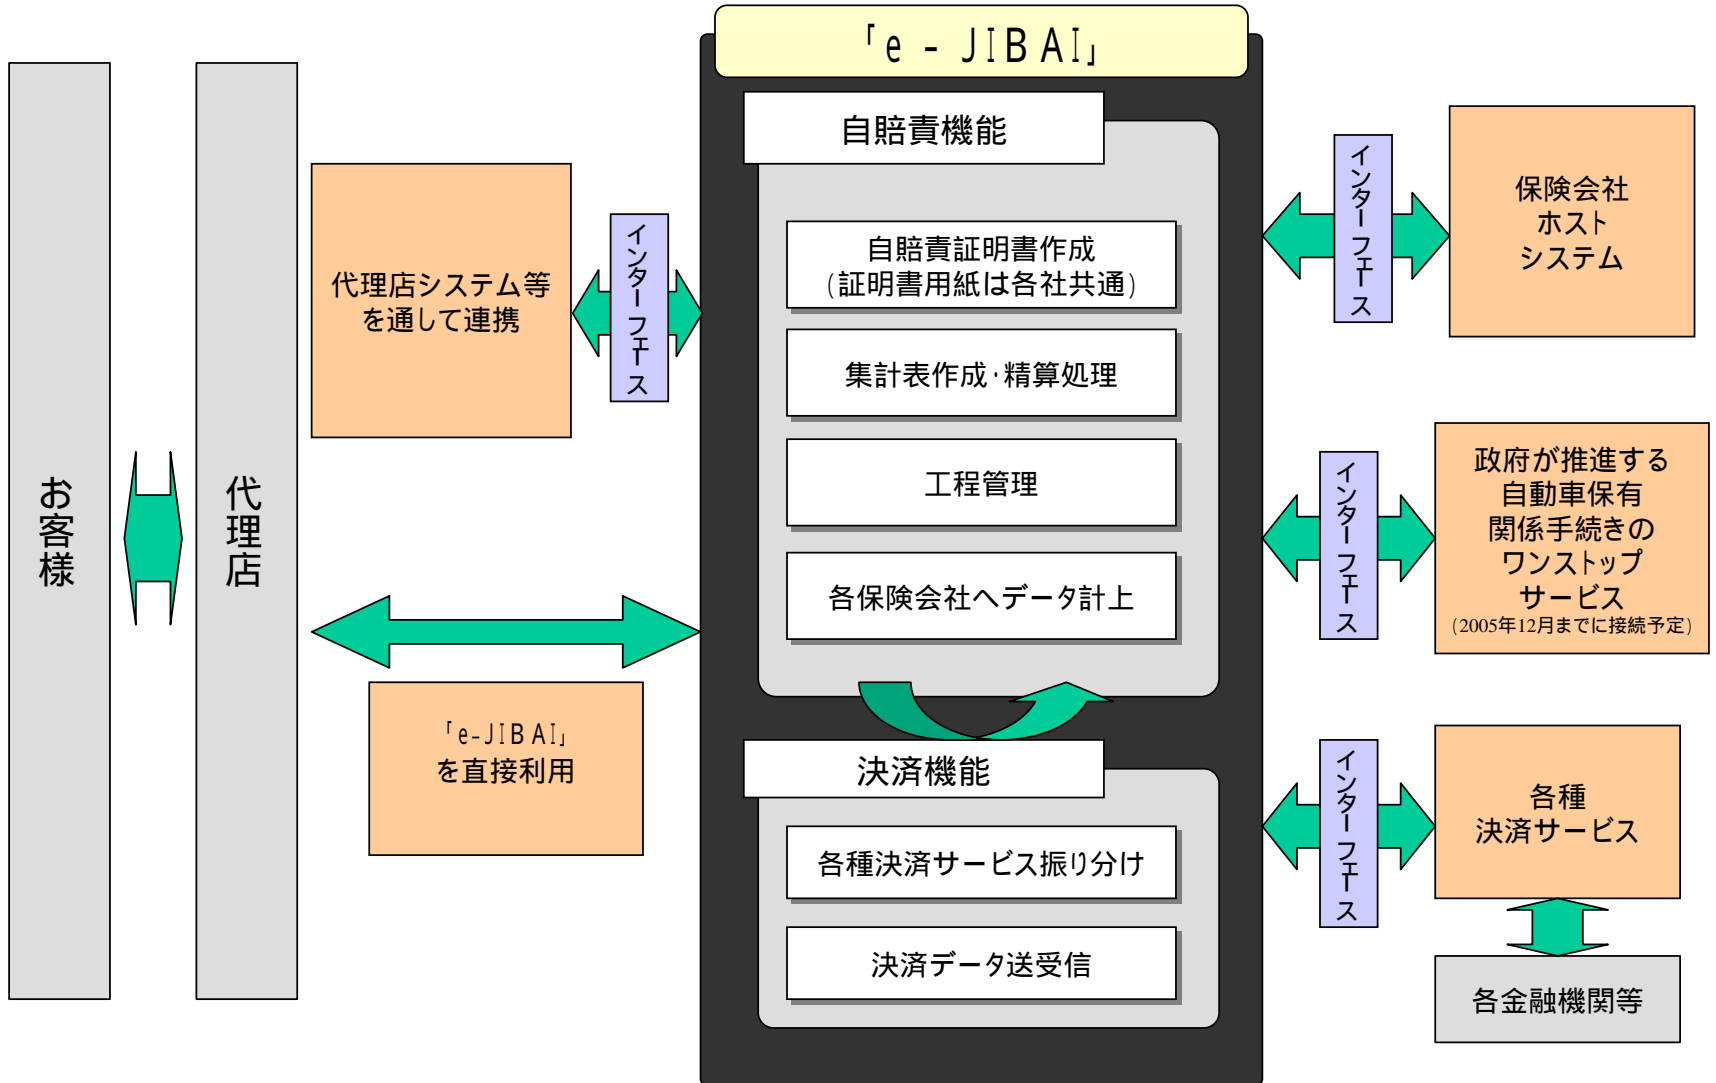 「e - JIBAI」
お客様
代理店
代理店システム等
を通して連携
インターフェース
「e-JIBAI」
を直接利用
自賠責機能
自賠責証明書作成
(証明書用紙は各社共通)
集計表作成・精算処理
工程管理
各保険会社へデータ計上
決済機能
各種決済サービス振り分け
決済データ送受信
インターフェース
保険会社
ホスト
システム
インターフェース
政府が推進する
自動車保有
関係手続きの
ワンストップ
サービス
(2005年12月までに接続予定)
インターフェース
各種
決済サービス
各金融機関等